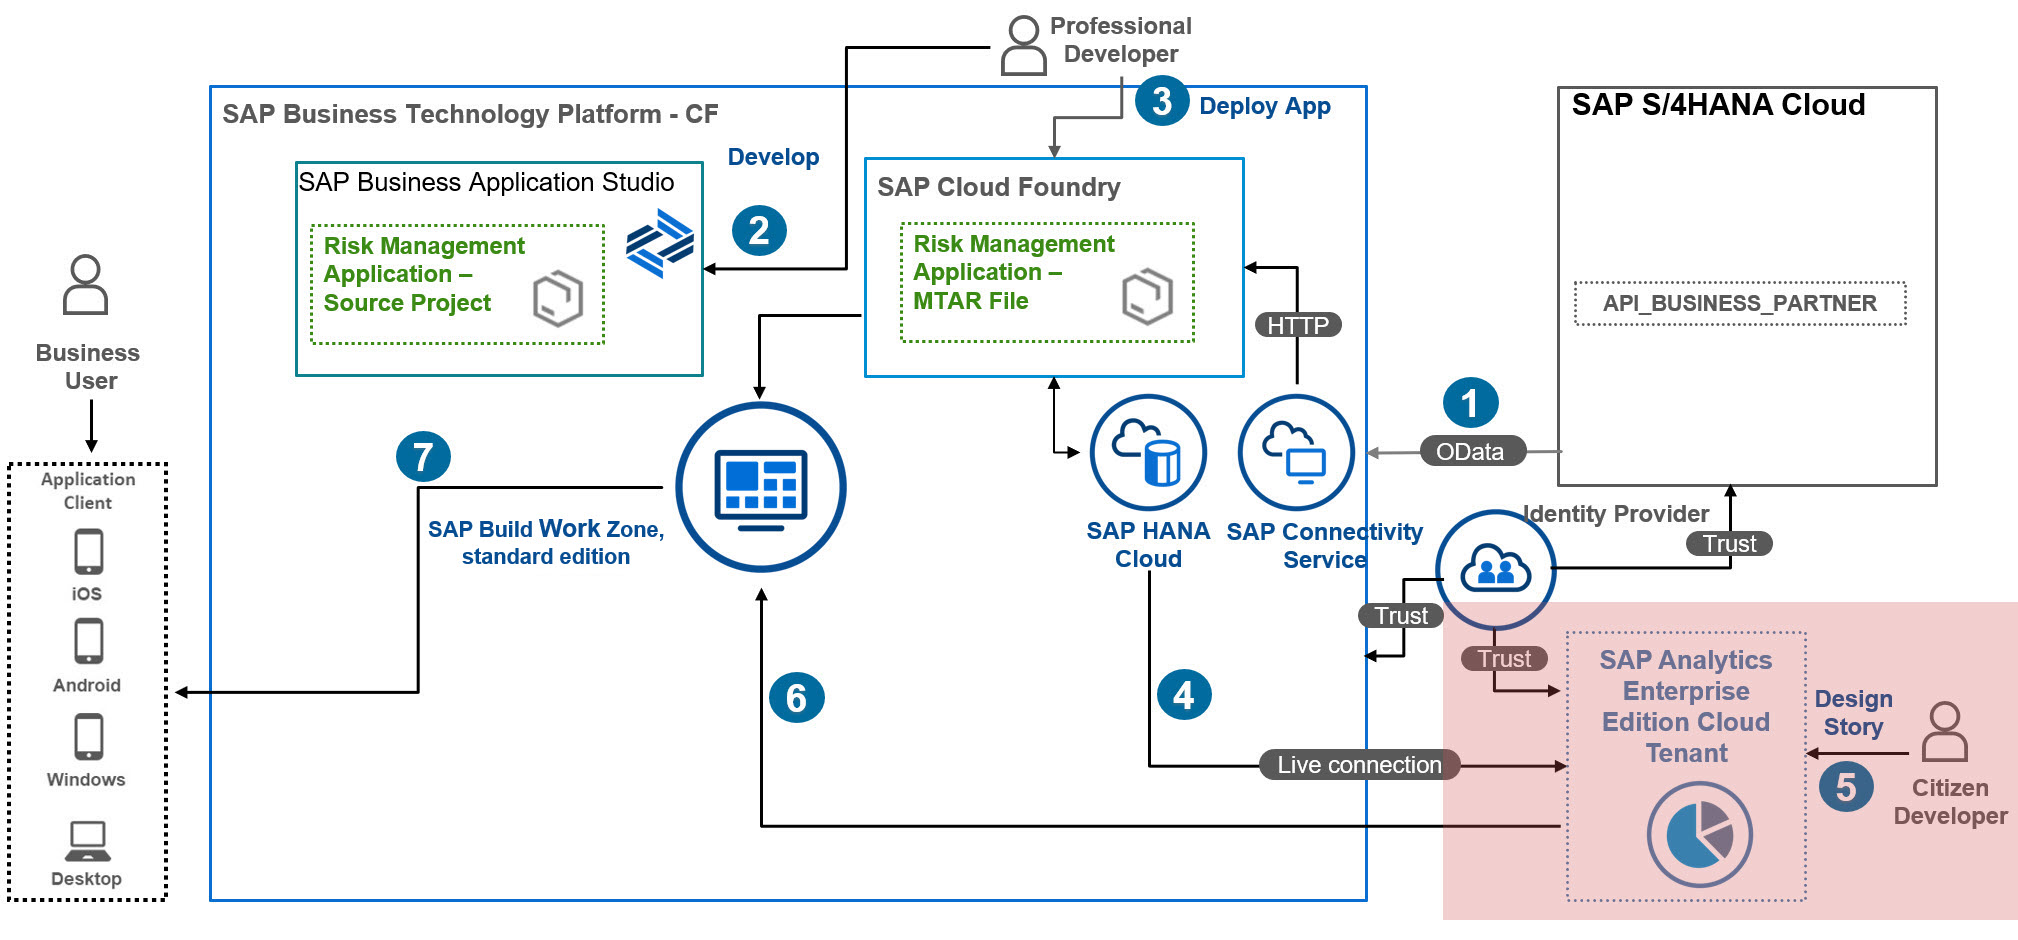 Professional
Developer
3
Deploy App
SAP Business Technology Platform - CF
SAP S/4HANA Cloud
Develop
SAP Business Application Studio
SAP Cloud Foundry
2
Risk Management
Application –
Source Project
Risk Management
Application –
MTAR File
API_BUSINESS_PARTNER
HTTP
Business
User
1
OData
7
Application
Client
iOS
Android
Windows
Desktop
SAP Build Work Zone,
standard edition
SAP HANA
Cloud
SAP Connectivity
Service
Identity Provider
Trust
Trust
Trust
SAP Analytics
Enterprise
Edition Cloud
Tenant
Design
Story
6
4
Live connection
5
Citizen
Developer